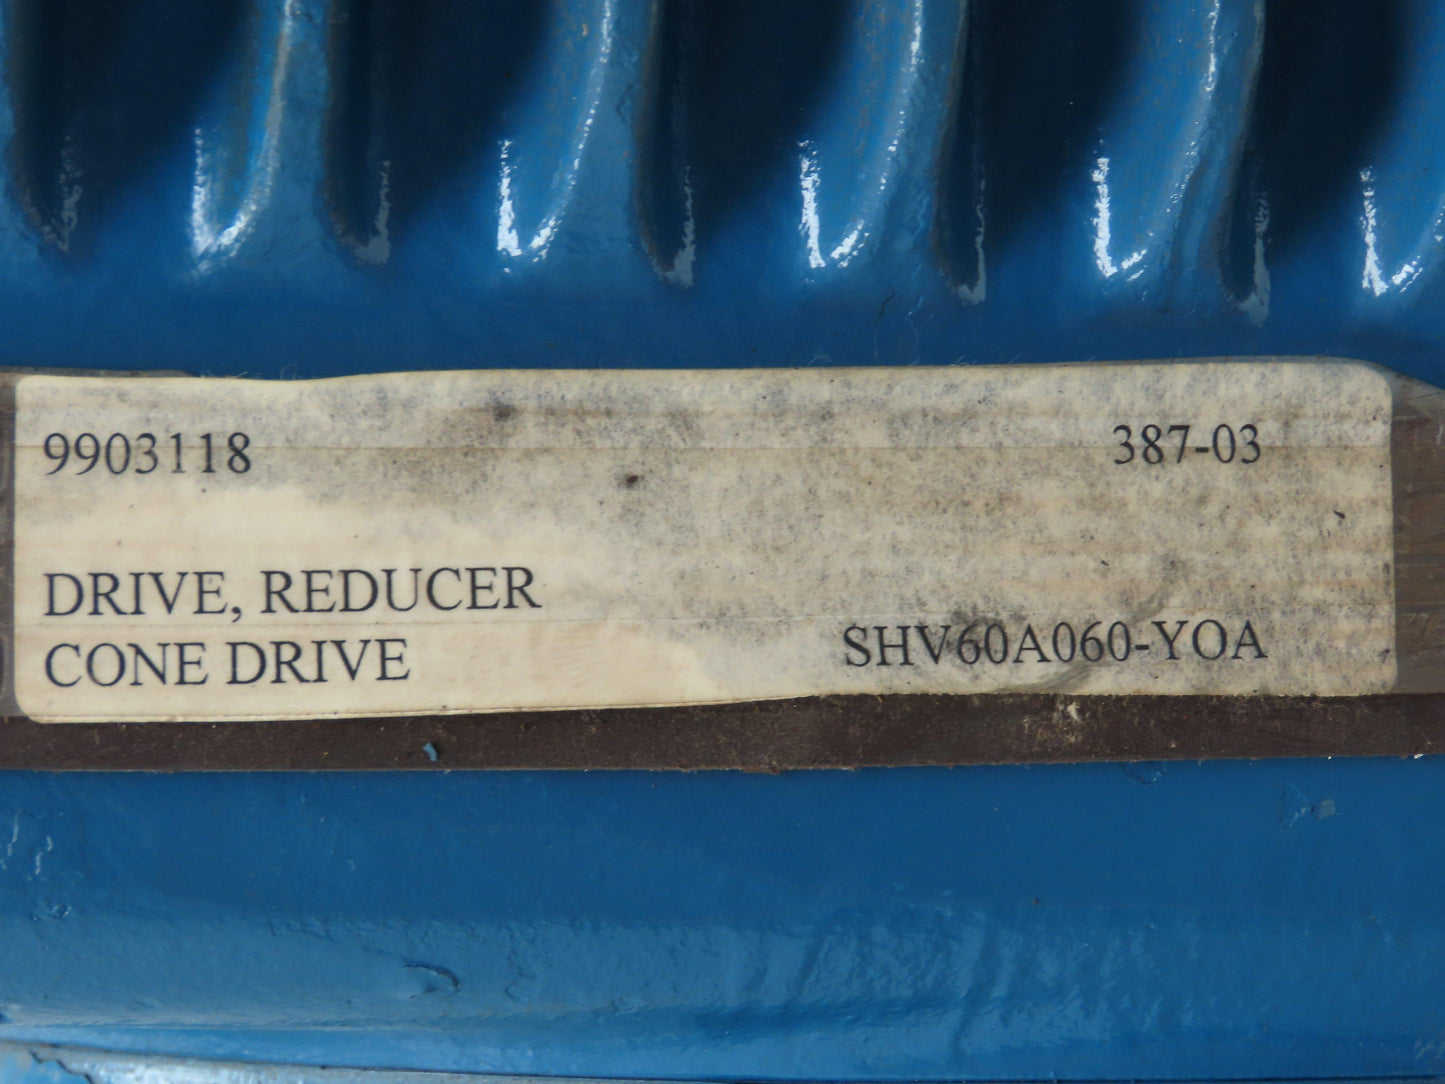 9903118 387-03
DRIVE, REDUCER
CONE DRIVE SHV60A060-YOA